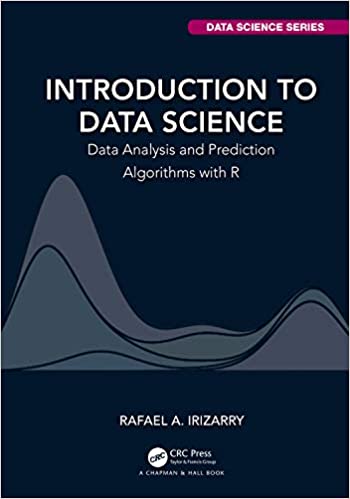 DATA SCIENCE SERIES
INTRODUCTION TO
DATA SCIENCE
Data Analysis and Prediction
Algorithms with R
RAFAEL A. IRIZARRY
CRC Press
Taylor & Francis Group
A CHAPMAN & HALL BOOK